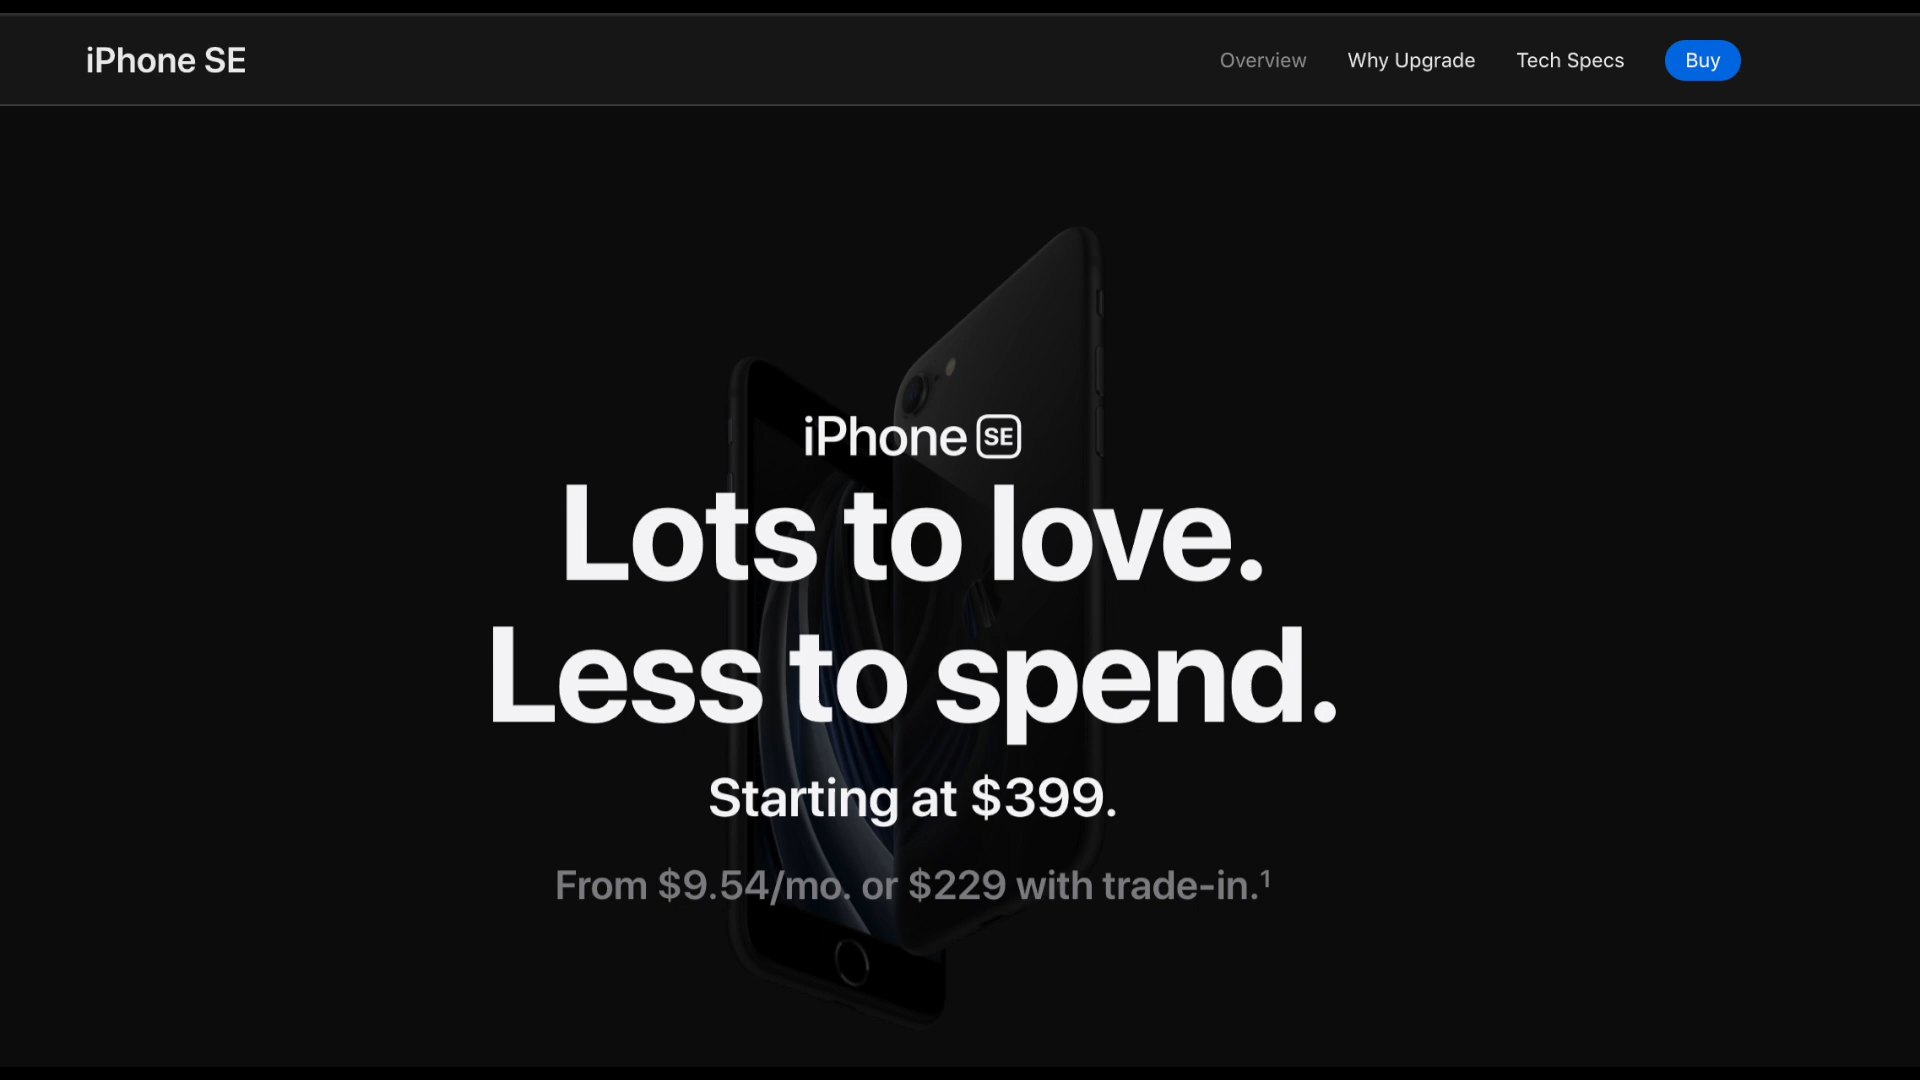 iPhone SE
Overview
Why Upgrade
Tech Specs
Buy
iPhone SE
Lots to love.
Less to spend.
Starting at $399.
From $9.54/mo. or $229 with trade-in.¹